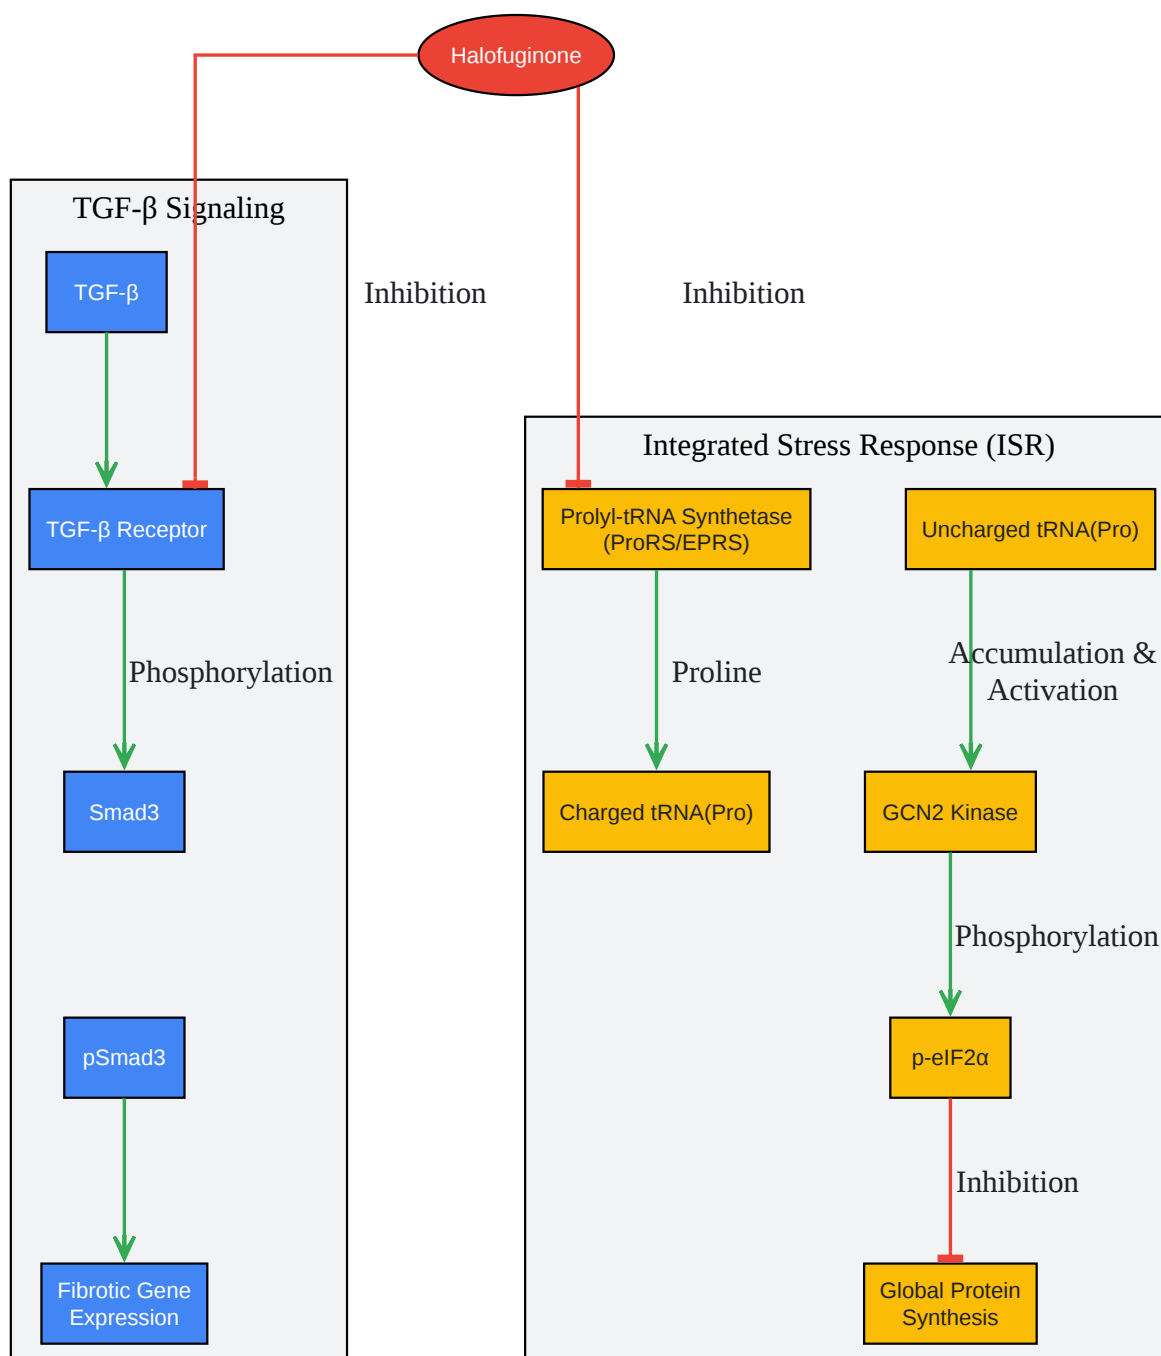 Halofuginone
TGF-β Signaling
TGF-β
Inhibition
Inhibition
TGF-β Receptor
Phosphorylation
Smad3
pSmad3
Fibrotic Gene
Expression
Integrated Stress Response (ISR)
Prolyl-tRNA Synthetase
(ProRS/EPRS)
Uncharged tRNA(Pro)
Proline
Accumulation &
Activation
Charged tRNA(Pro)
GCN2 Kinase
Phosphorylation
p-eIF2α
Inhibition
Global Protein
Synthesis